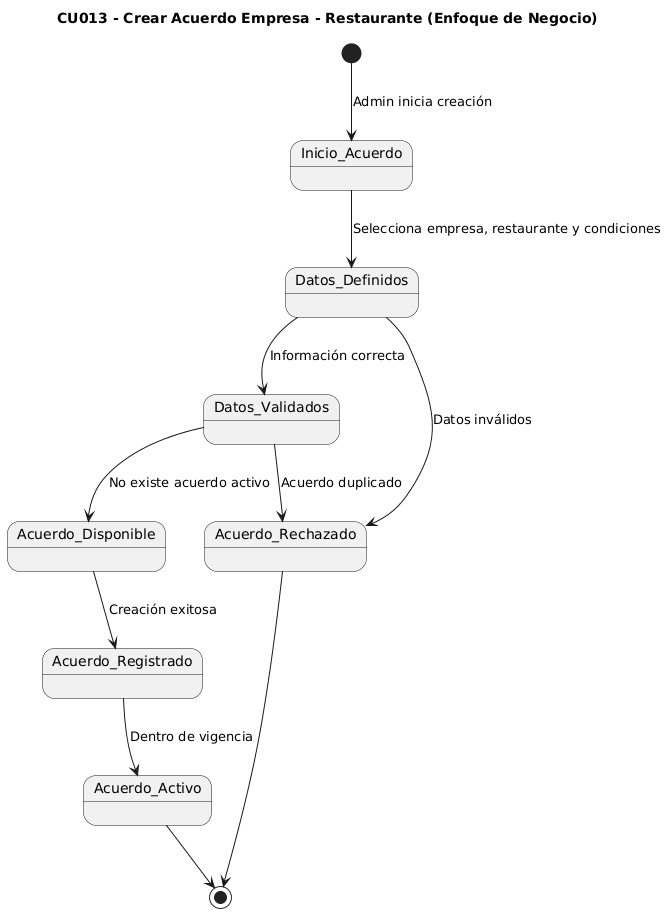 CU013 - Crear Acuerdo Empresa - Restaurante (Enfoque de Negocio)
Admin inicia creación
Inicio_Acuerdo
Selecciona empresa, restaurante y condiciones
Datos_Definidos
Información correcta
Datos_Validados
Datos inválidos
No existe acuerdo activo
Acuerdo duplicado
Acuerdo_Disponible
Acuerdo_Rechazado
Creación exitosa
Acuerdo_Registrado
Dentro de vigencia
Acuerdo_Activo